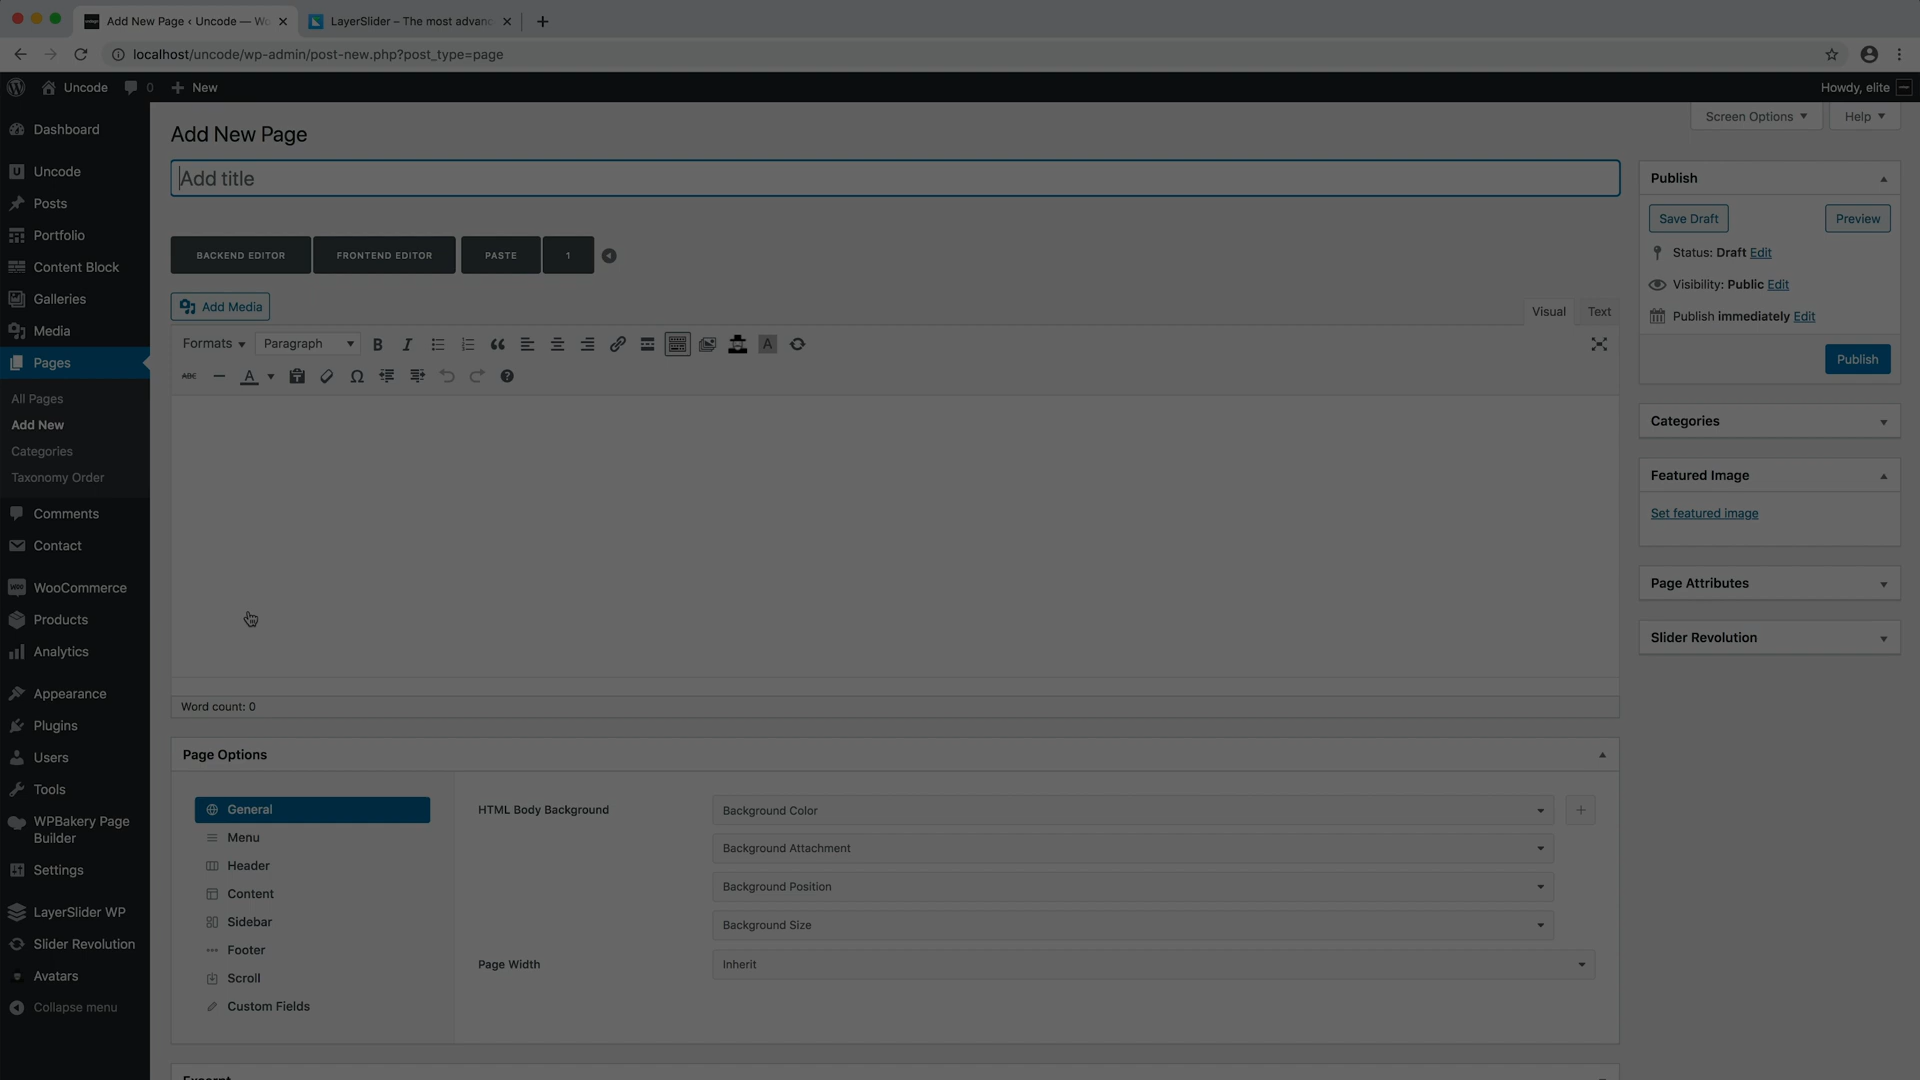 Add New Page ‹ Uncode — Wo
LayerSlider – The most advanc
localhost/uncode/wp-admin/post-new.php?post_type=page
Uncode
0
New
Howdy, elite
Dashboard
Uncode
Posts
Portfolio
Content Block
Galleries
Media
Pages
All Pages
Add New
Categories
Taxonomy Order
Comments
Contact
WooCommerce
Products
Analytics
Appearance
Plugins
Users
Tools
WPBakery Page
Builder
Settings
LayerSlider WP
Slider Revolution
Avatars
Collapse menu
Screen Options
Help
Add New Page
Add title
BACKEND EDITOR
FRONTEND EDITOR
PASTE
1
Add Media
Visual
Text
Formats
Paragraph
B
I
A
ABC
A
Ω
Word count: 0
Page Options
General
Menu
Header
Content
Sidebar
Footer
Scroll
Custom Fields
HTML Body Background
Background Color
Background Attachment
Background Position
Background Size
Page Width
Inherit
Publish
Save Draft
Preview
Status: Draft Edit
Visibility: Public Edit
Publish immediately Edit
Publish
Categories
Featured Image
Set featured image
Page Attributes
Slider Revolution